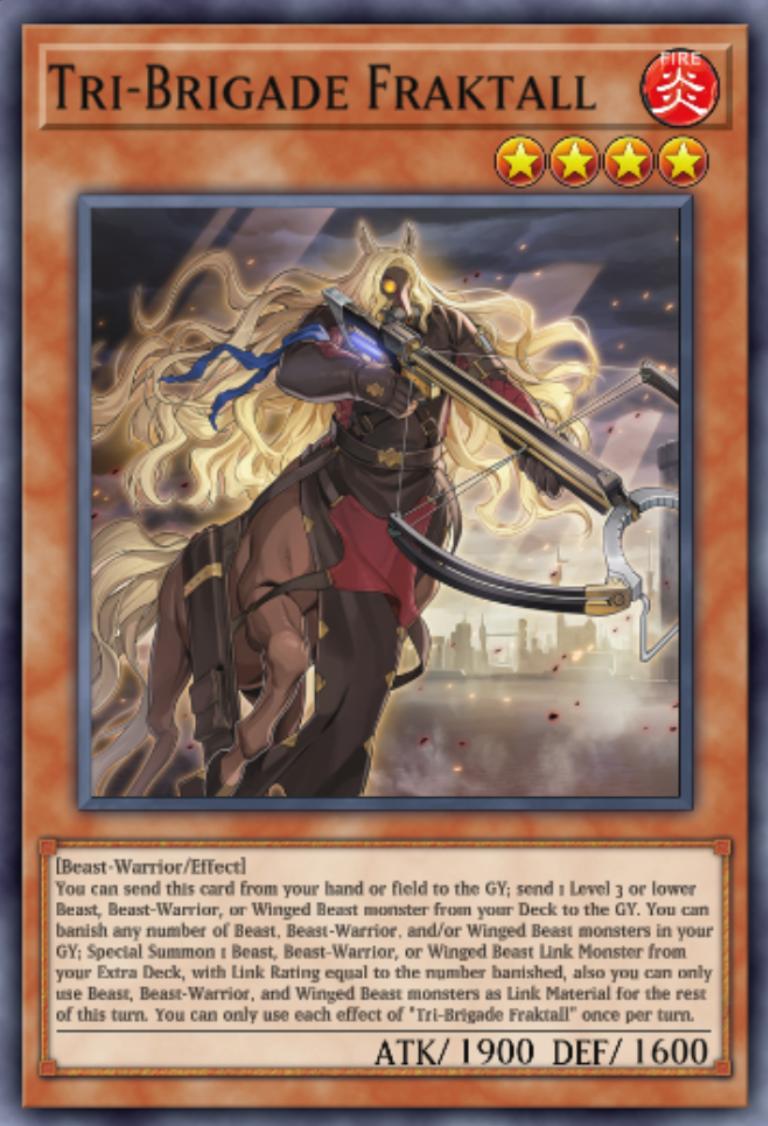 Tri-Brigade Fraktall
FIRE
炎
[Beast-Warrior/Effect]
You can send this card from your hand or field to the GY; send 1 Level 3 or lower
Beast, Beast-Warrior, or Winged Beast monster from your Deck to the GY. You can
banish any number of Beast, Beast-Warrior, and/or Winged Beast monsters in your
GY; Special Summon 1 Beast, Beast-Warrior, or Winged Beast Link Monster from
your Extra Deck, with Link Rating equal to the number banished, also you can only
use Beast, Beast-Warrior, and Winged Beast monsters as Link Material for the rest
of this turn. You can only use each effect of "Tri-Brigade Fraktall" once per turn.
ATK/ 1900 DEF/ 1600